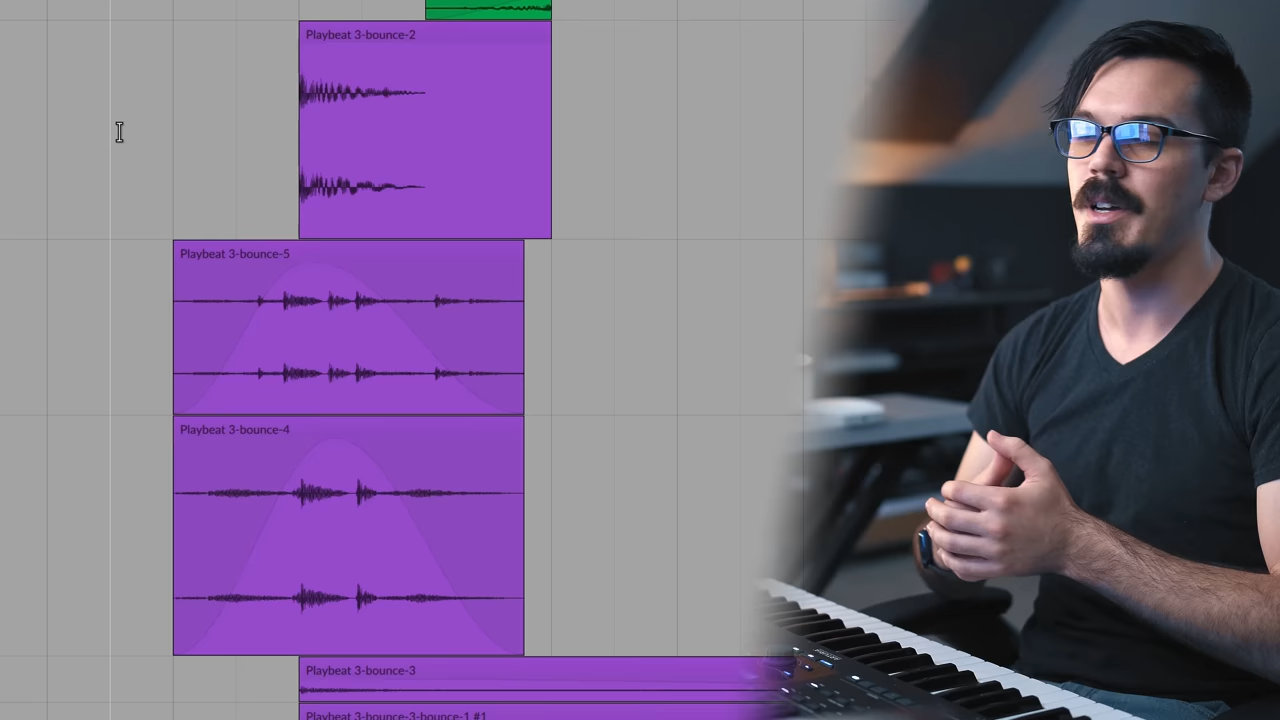 Playbeat 3-bounce-2
Playbeat 3-bounce-5
Playbeat 3-bounce-4
Playbeat 3-bounce-3
Playbeat 3-bounce-3-bounce-1 #1